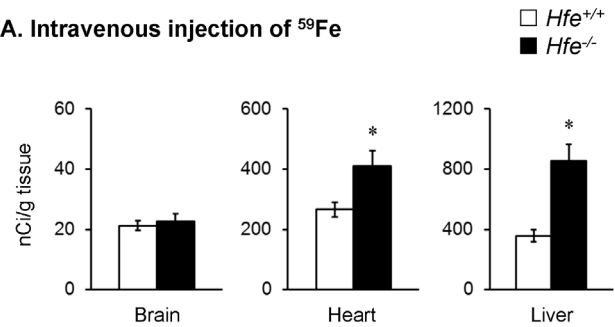 A. Intravenous injection of ⁵⁹Fe
Hfe⁺/⁺
Hfe⁻/⁻
nCi/g tissue
60
40
20
0
Brain
600
400
200
0
*
Heart
1200
800
400
0
*
Liver